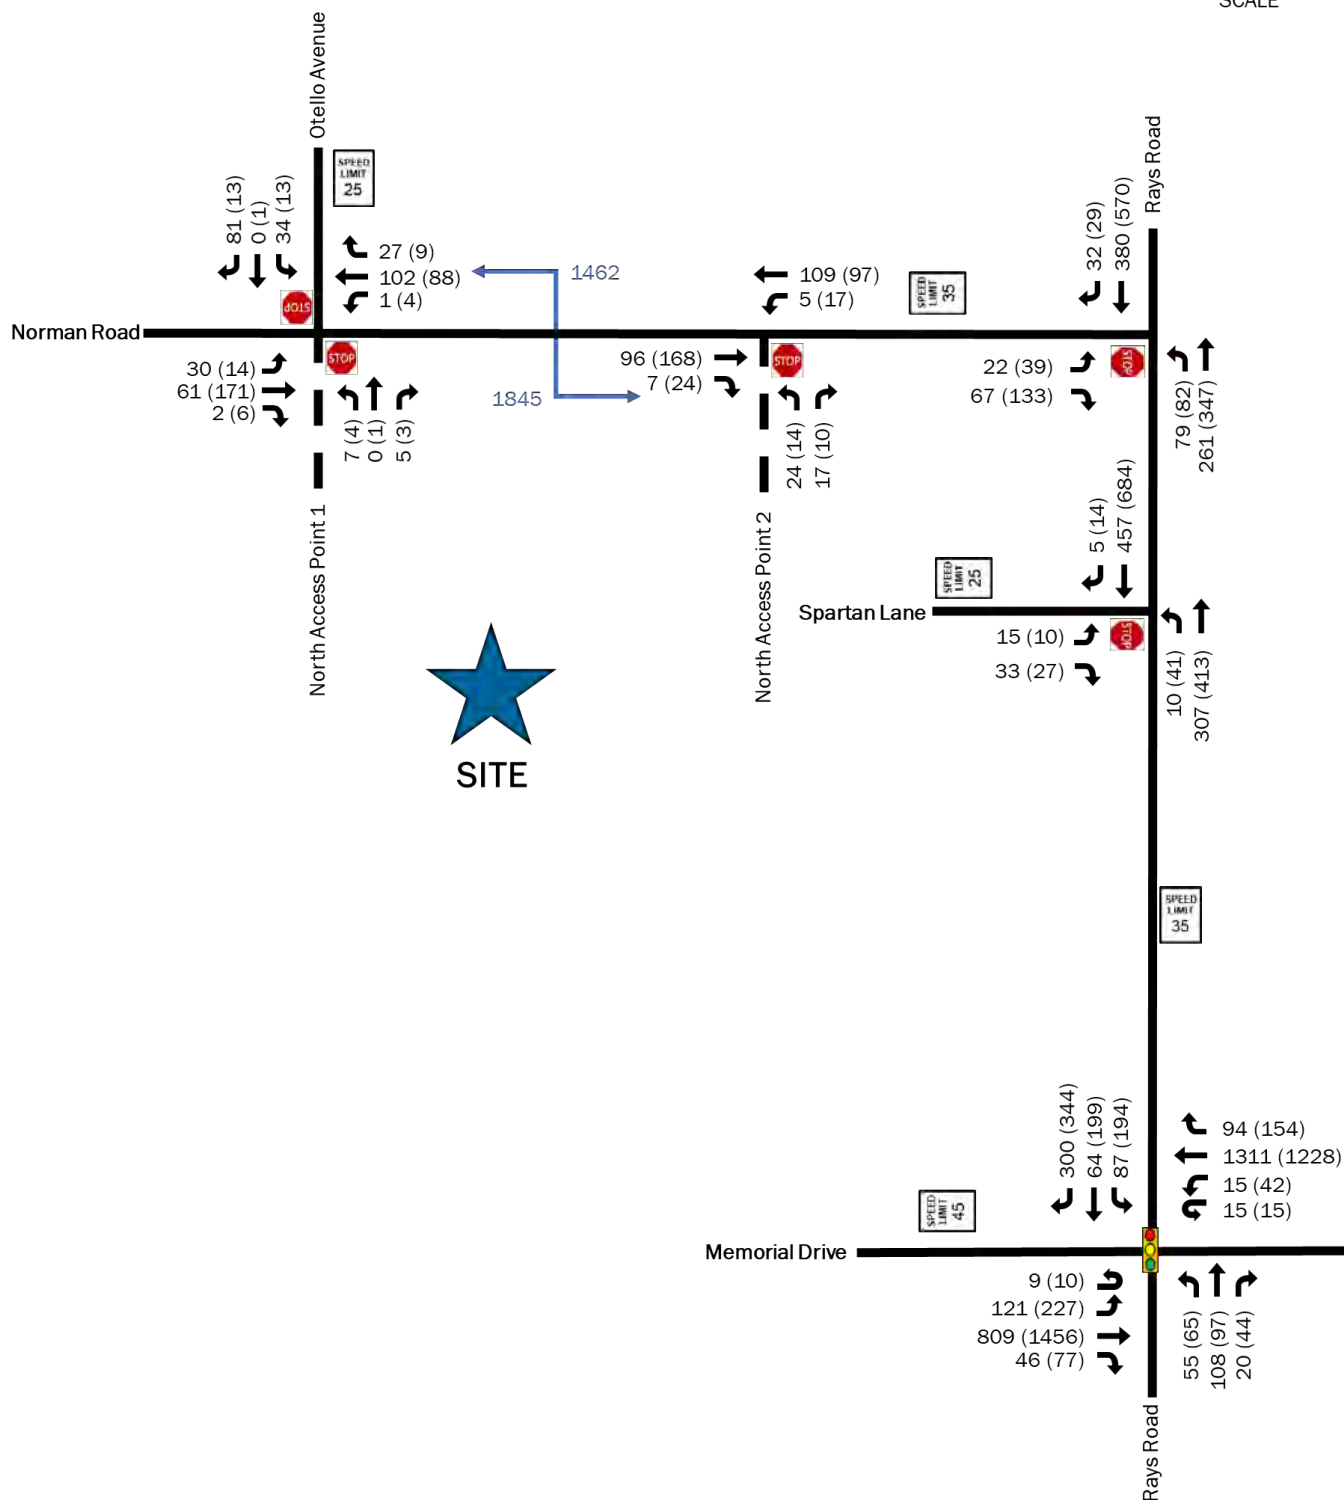 SCALE
Otello Avenue
Rays Road
SPEED
LIMIT
25
81 (13)
0 (1)
34 (13)
27 (9)
102 (88)
1 (4)
1462
109 (97)
5 (17)
SPEED
LIMIT
35
32 (29)
380 (570)
STOP
Norman Road
30 (14)
61 (171)
2 (6)
STOP
7 (4)
0 (1)
5 (3)
1845
96 (168)
7 (24)
STOP
24 (14)
17 (10)
22 (39)
67 (133)
STOP
79 (82)
261 (347)
North Access Point 1
North Access Point 2
5 (14)
457 (684)
SPEED
LIMIT
25
Spartan Lane
15 (10)
33 (27)
STOP
10 (41)
307 (413)
SITE
SPEED
LIMIT
35
300 (344)
64 (199)
87 (194)
94 (154)
1311 (1228)
15 (42)
15 (15)
SPEED
LIMIT
45
Memorial Drive
9 (10)
121 (227)
809 (1456)
46 (77)
55 (65)
108 (97)
20 (44)
Rays Road